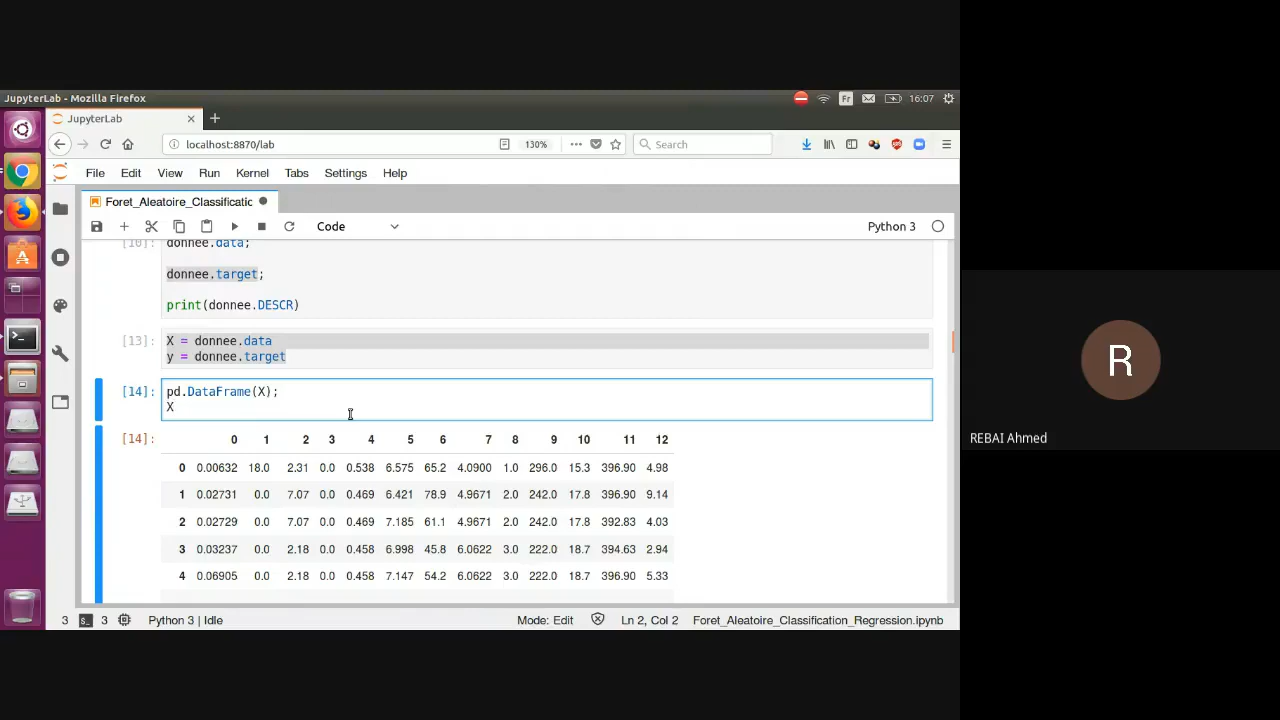 JupyterLab - Mozilla Firefox
Fr
16:07
JupyterLab
localhost:8870/lab
130%
Search
File Edit View Run Kernel Tabs Settings Help
Foret_Aleatoire_Classificatic
Code
Python 3
[10]: donnee.data;
donnee.target;
print(donnee.DESCR)
[13]: X = donnee.data
y = donnee.target
[14]: pd.DataFrame(X);
X
[14]: 0 1 2 3 4 5 6 7 8 9 10 11 12
0 0.00632 18.0 2.31 0.0 0.538 6.575 65.2 4.0900 1.0 296.0 15.3 396.90 4.98
1 0.02731 0.0 7.07 0.0 0.469 6.421 78.9 4.9671 2.0 242.0 17.8 396.90 9.14
2 0.02729 0.0 7.07 0.0 0.469 7.185 61.1 4.9671 2.0 242.0 17.8 392.83 4.03
3 0.03237 0.0 2.18 0.0 0.458 6.998 45.8 6.0622 3.0 222.0 18.7 394.63 2.94
4 0.06905 0.0 2.18 0.0 0.458 7.147 54.2 6.0622 3.0 222.0 18.7 396.90 5.33
3 3 Python 3 | Idle Mode: Edit Ln 2, Col 2 Foret_Aleatoire_Classification_Regression.ipynb
R
REBAI Ahmed